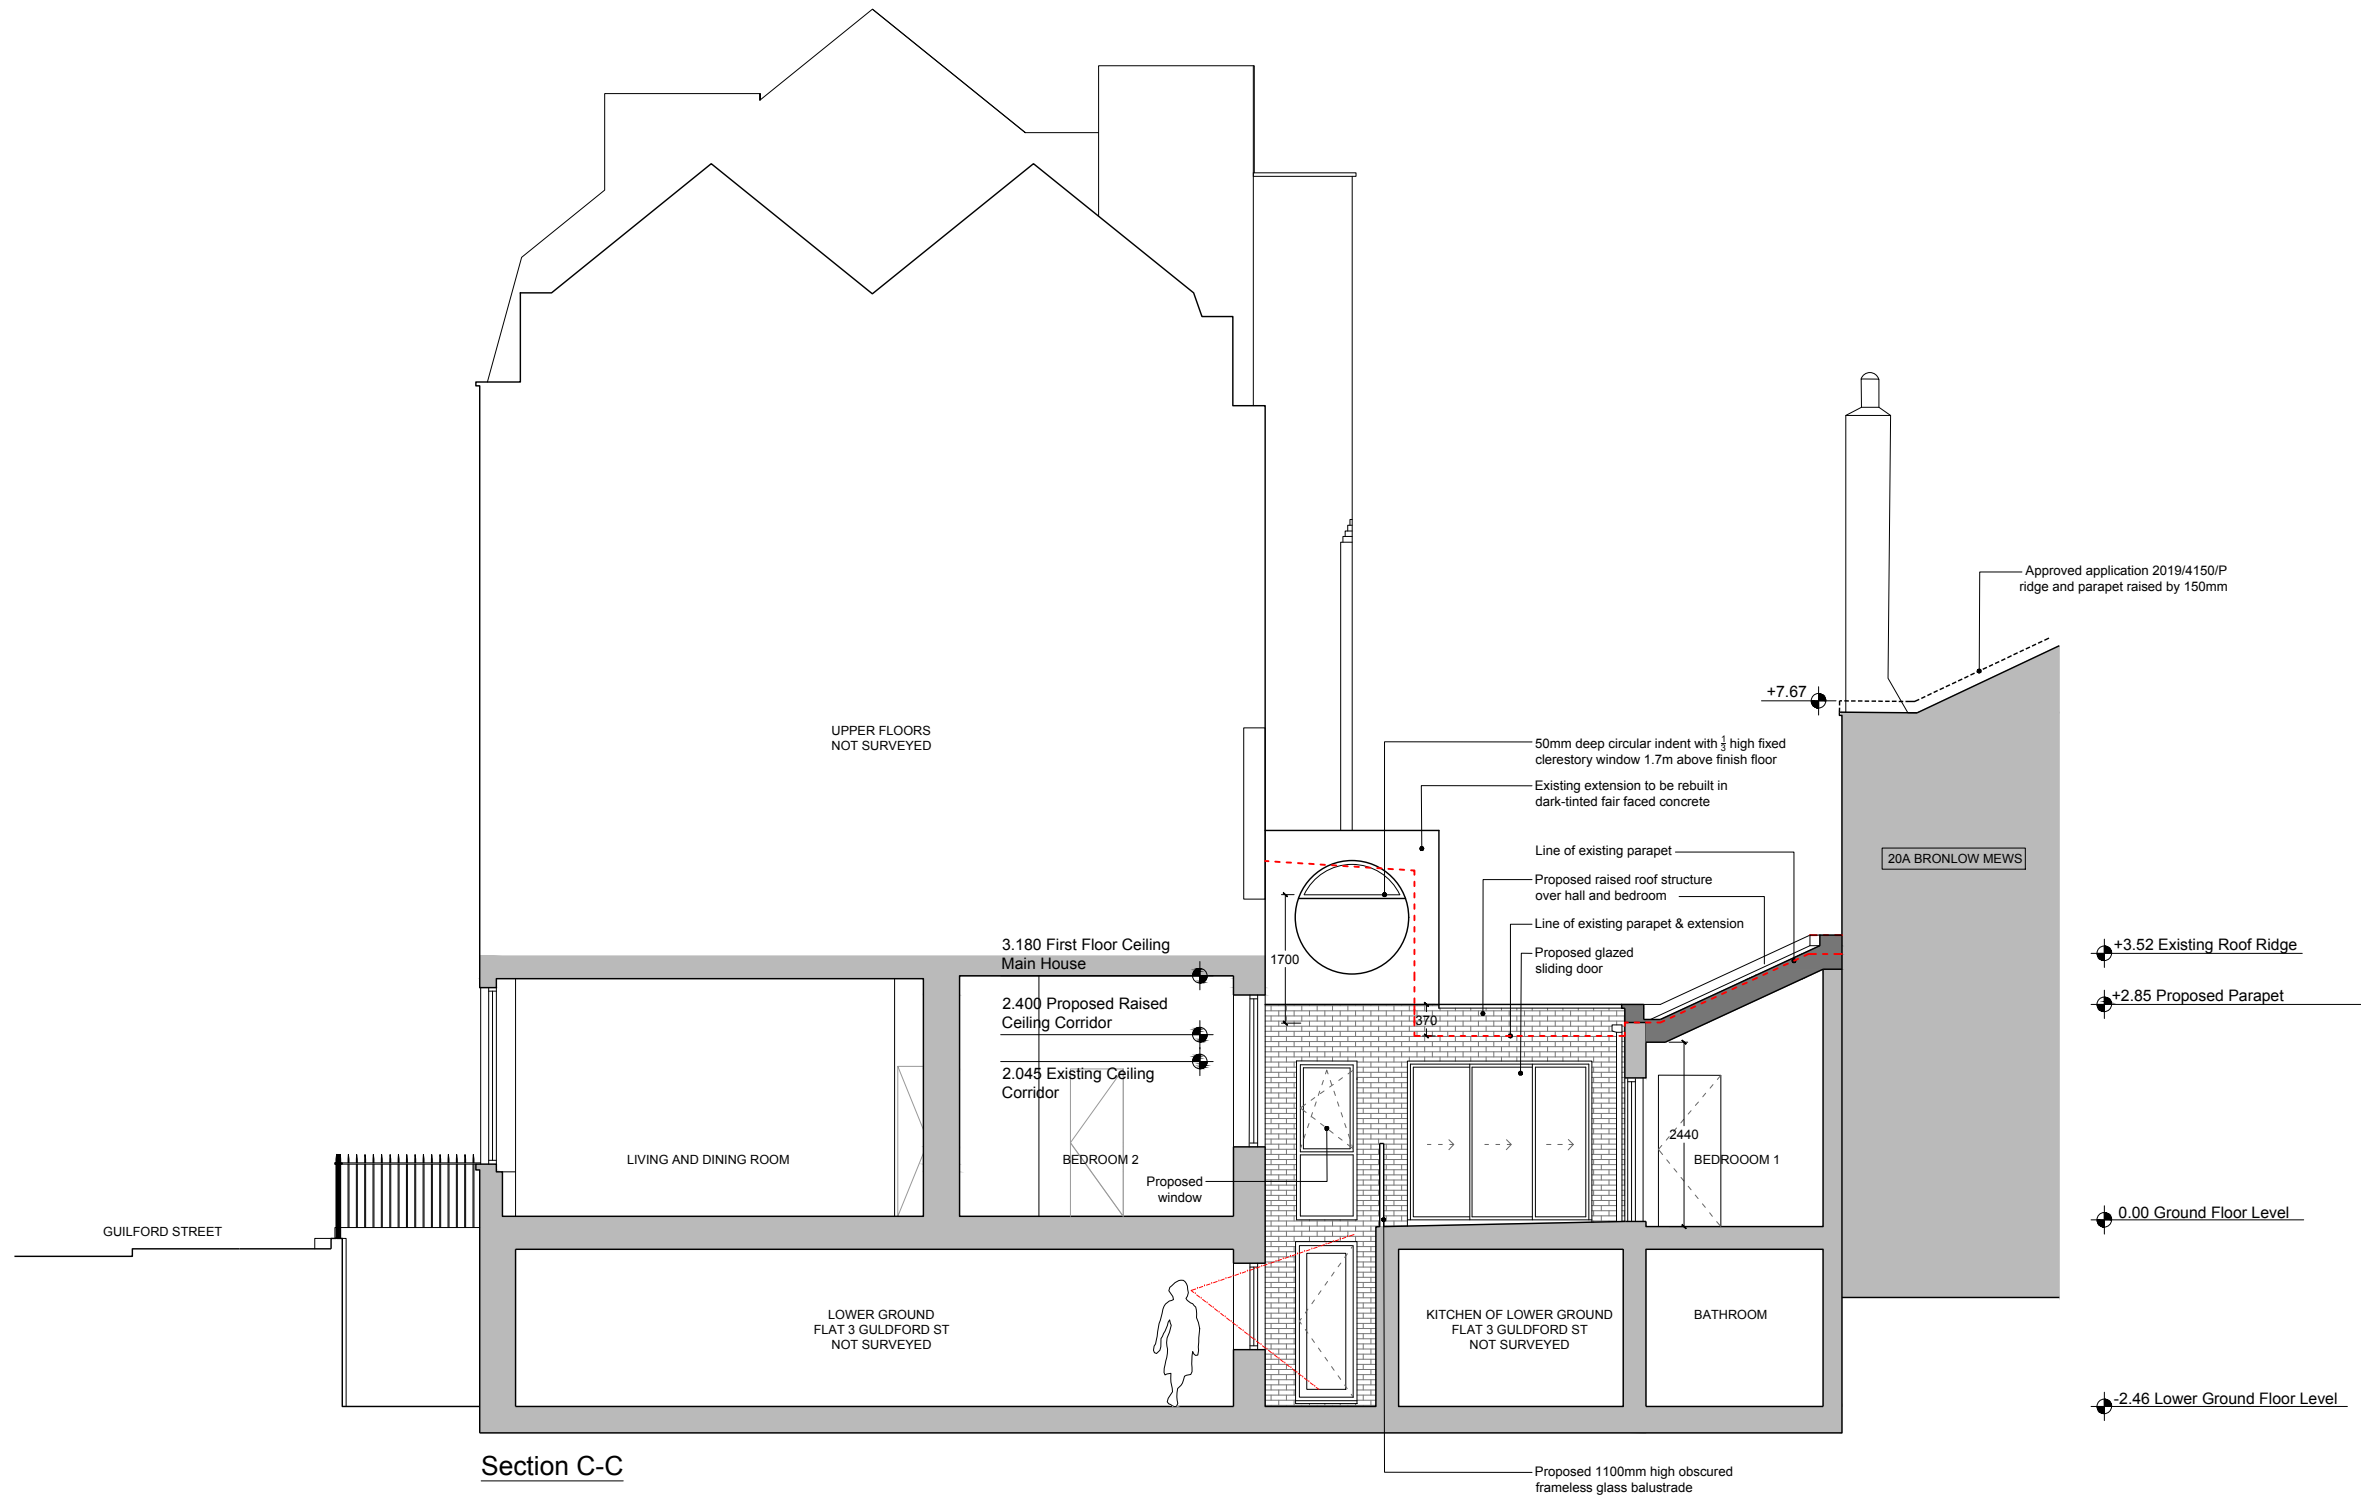 Approved application 2019/4150/P
ridge and parapet raised by 150mm
+7.67
UPPER FLOORS
NOT SURVEYED
50mm deep circular indent with 1/3 high fixed
clerestory window 1.7m above finish floor
Existing extension to be rebuilt in
dark-tinted fair faced concrete
Line of existing parapet
20A BRONLOW MEWS
Proposed raised roof structure
over hall and bedroom
Line of existing parapet & extension
Proposed glazed
sliding door
3.180 First Floor Ceiling
Main House
1700
+3.52 Existing Roof Ridge
2.400 Proposed Raised
Ceiling Corridor
370
+2.85 Proposed Parapet
2.045 Existing Ceiling
Corridor
2440
LIVING AND DINING ROOM
BEDROOM 2
BEDROOOM 1
Proposed
window
GUILFORD STREET
0.00 Ground Floor Level
LOWER GROUND
FLAT 3 GULDFORD ST
NOT SURVEYED
KITCHEN OF LOWER GROUND
FLAT 3 GULDFORD ST
NOT SURVEYED
BATHROOM
-2.46 Lower Ground Floor Level
Section C-C
Proposed 1100mm high obscured
frameless glass balustrade